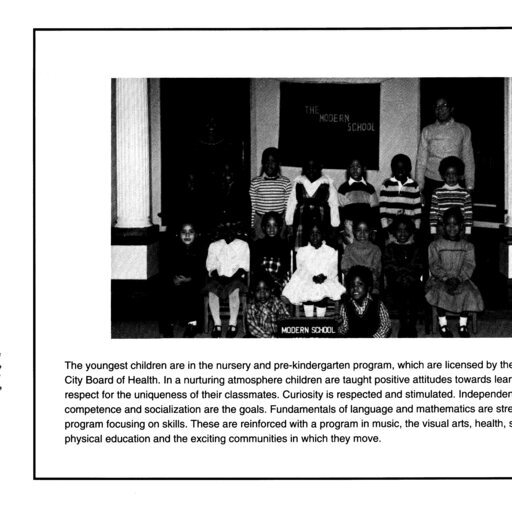 THE
MODERN
SCHOOL
MODERN SCHOOL
The youngest children are in the nursery and pre-kindergarten program, which are licensed by the
City Board of Health. In a nurturing atmosphere children are taught positive attitudes towards lear
respect for the uniqueness of their classmates. Curiosity is respected and stimulated. Independen
competence and socialization are the goals. Fundamentals of language and mathematics are stre
program focusing on skills. These are reinforced with a program in music, the visual arts, health, s
physical education and the exciting communities in which they move.